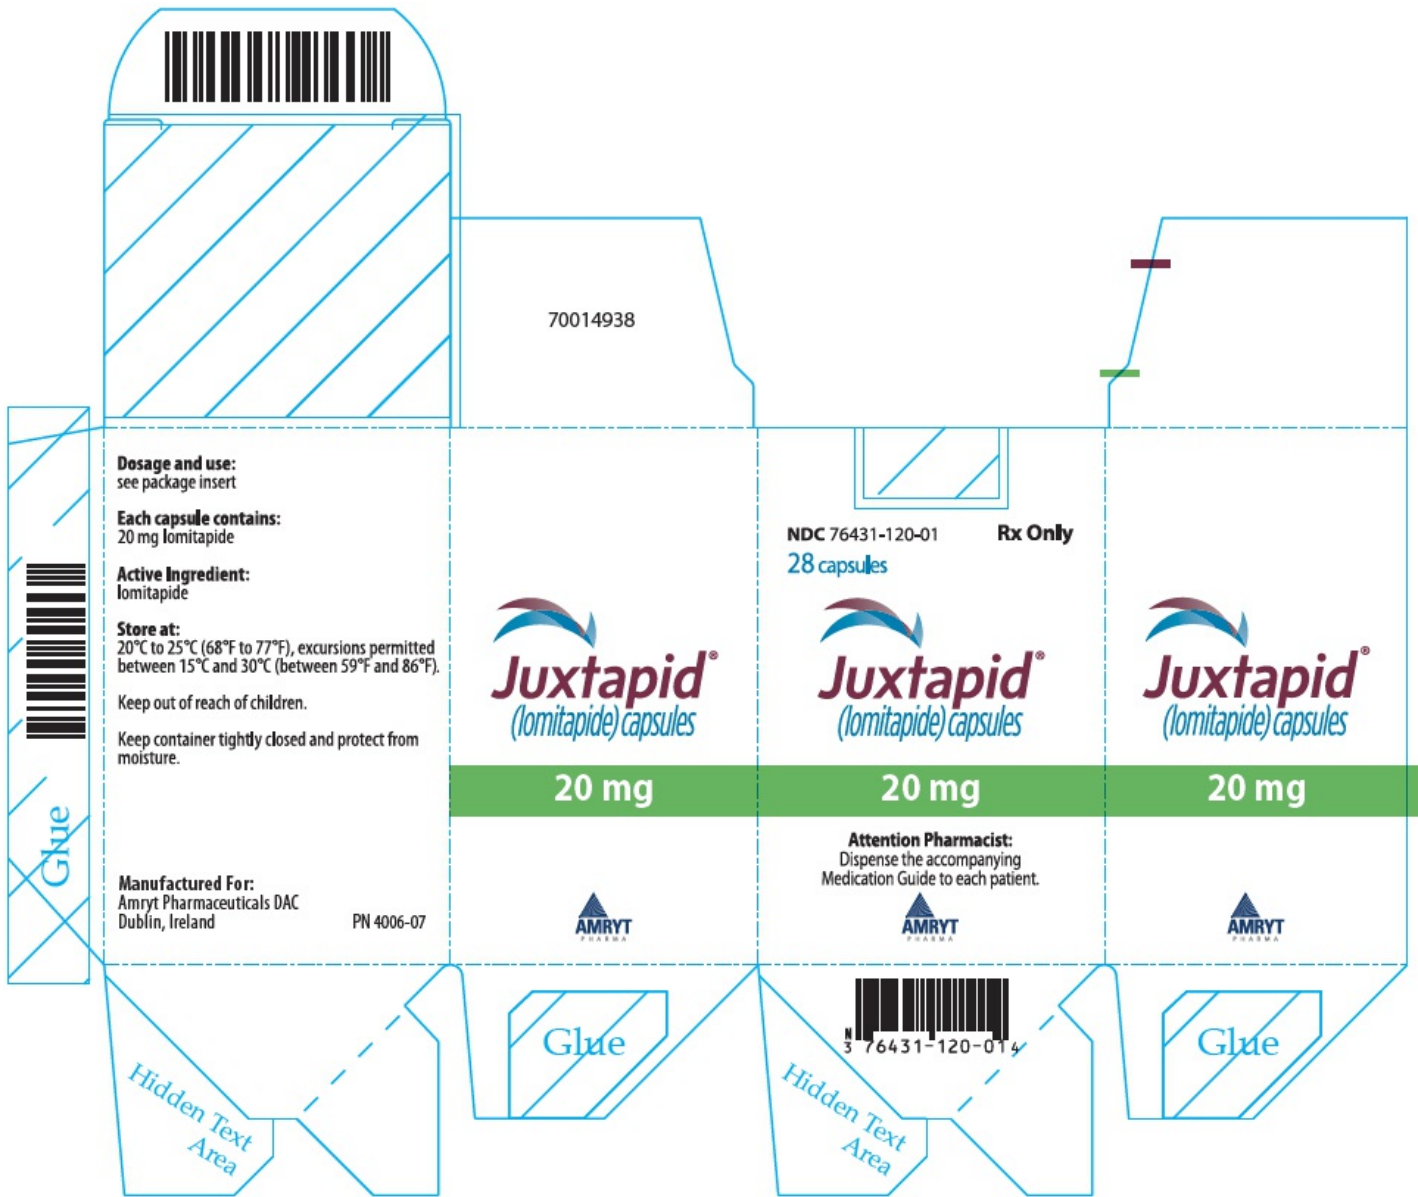 70014938
Dosage and use:
see package insert
Each capsule contains:
20 mg lomitapide
Active Ingredient:
lomitapide
Store at:
20°C to 25°C (68°F to 77°F), excursions permitted
between 15°C and 30°C (between 59°F and 86°F).
Keep out of reach of children.
Keep container tightly closed and protect from
moisture.
Manufactured For:
Amryt Pharmaceuticals DAC
Dublin, Ireland
PN 4006-07
Glue
Juxtapid®
(lomitapide) capsules
20 mg
AMRYT
PHARMA
NDC 76431-120-01
Rx Only
28 capsules
Juxtapid®
(lomitapide) capsules
20 mg
Attention Pharmacist:
Dispense the accompanying
Medication Guide to each patient.
AMRYT
PHARMA
Juxtapid®
(lomitapide) capsules
20 mg
AMRYT
PHARMA
Hidden Text
Area
Glue
N
3 76431-120-01 4
Hidden Text
Area
Glue